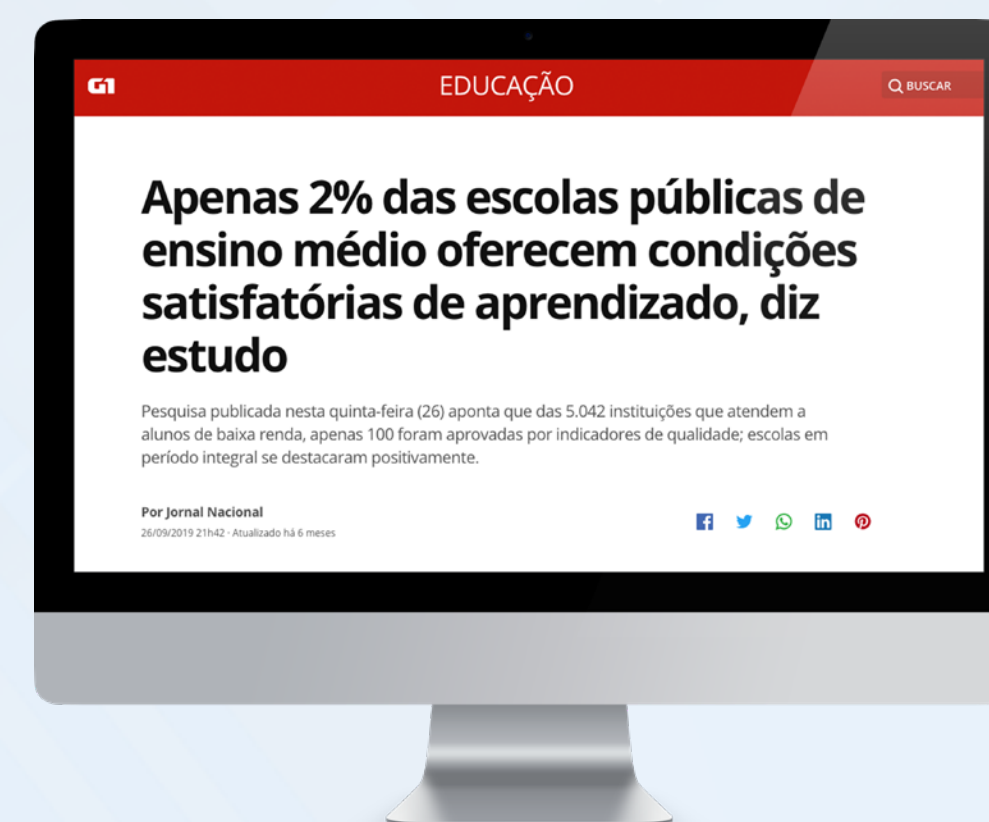 G1
EDUCAÇÃO
BUSCAR
Apenas 2% das escolas públicas de
ensino médio oferecem condições
satisfatórias de aprendizado, diz
estudo
Pesquisa publicada nesta quinta-feira (26) aponta que das 5.042 instituições que atendem a
alunos de baixa renda, apenas 100 foram aprovadas por indicadores de qualidade; escolas em
período integral se destacaram positivamente.
Por Jornal Nacional
26/09/2019 21h42 · Atualizado há 6 meses